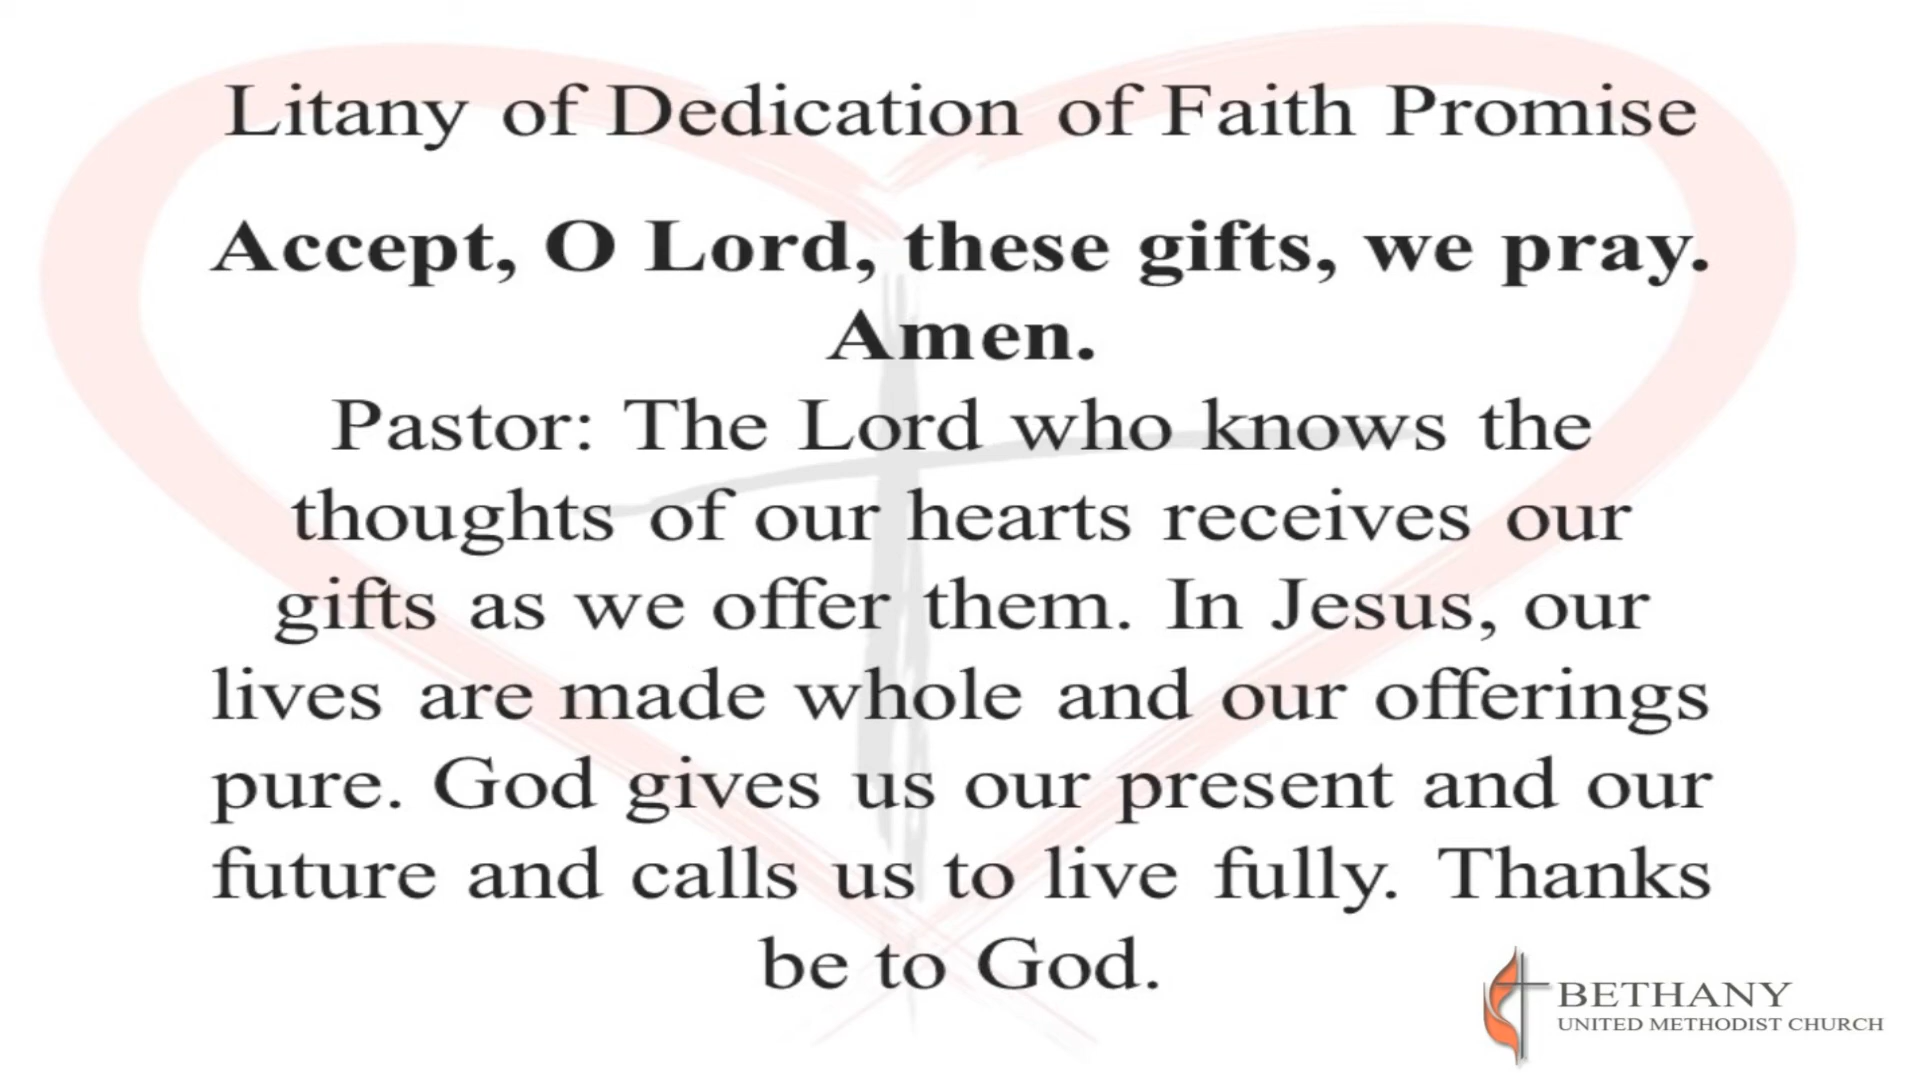 Litany of Dedication of Faith Promise
Accept, O Lord, these gifts, we pray.
Amen.
Pastor: The Lord who knows the
thoughts of our hearts receives our
gifts as we offer them. In Jesus, our
lives are made whole and our offerings
pure. God gives us our present and our
future and calls us to live fully. Thanks
be to God.
BETHANY
UNITED METHODIST CHURCH